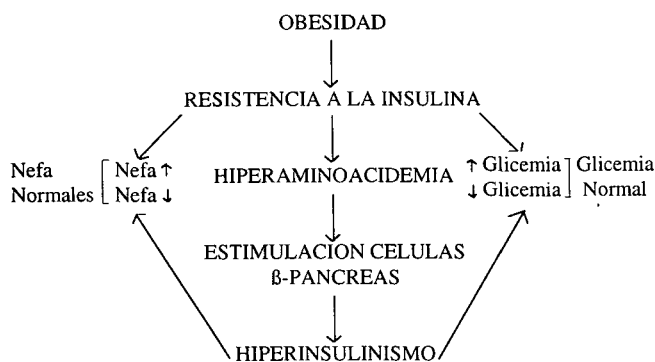 OBESIDAD
RESISTENCIA A LA INSULINA
Nefa
Normales
Nefa ↑
Nefa ↓
HIPERAMINOACIDEMIA
↑ Glicemia
↓ Glicemia
Glicemia
Normal
ESTIMULACION CELULAS
ß-PANCREAS
HIPERINSULINISMO